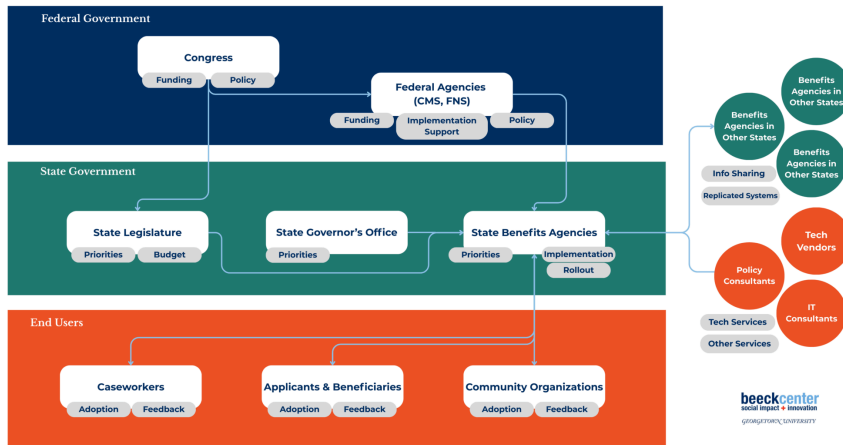 Federal Government
Congress
Funding
Policy
Federal Agencies
(CMS, FNS)
Funding
Implementation
Support
Policy
State Government
State Legislature
Priorities
Budget
State Governor's Office
Priorities
State Benefits Agencies
Priorities
Implementation
Rollout
End Users
Caseworkers
Adoption
Feedback
Applicants & Beneficiaries
Adoption
Feedback
Community Organizations
Adoption
Feedback
Benefits
Agencies in
Other States
Benefits
Agencies in
Other States
Benefits
Agencies in
Other States
Info Sharing
Replicated Systems
Tech
Vendors
Policy
Consultants
IT
Consultants
Tech Services
Other Services
beeckcenter
social impact + innovation
GEORGETOWN UNIVERSITY